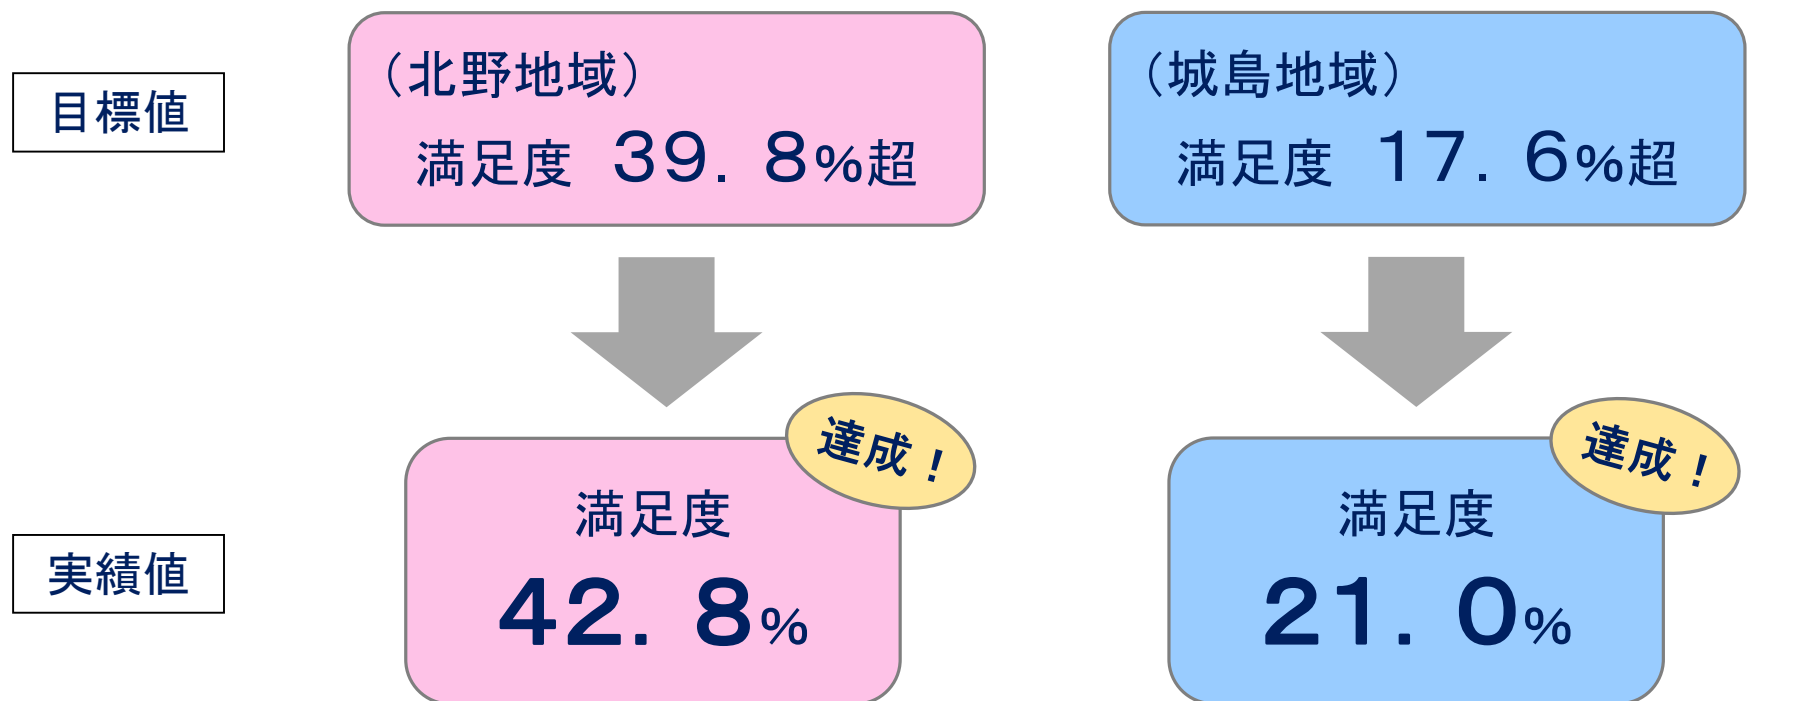 目標値
（北野地域）
満足度 ３９．８％超
（城島地域）
満足度 １７．６％超
達成！
達成！
実績値
満足度
４２．８％
満足度
２１．０％